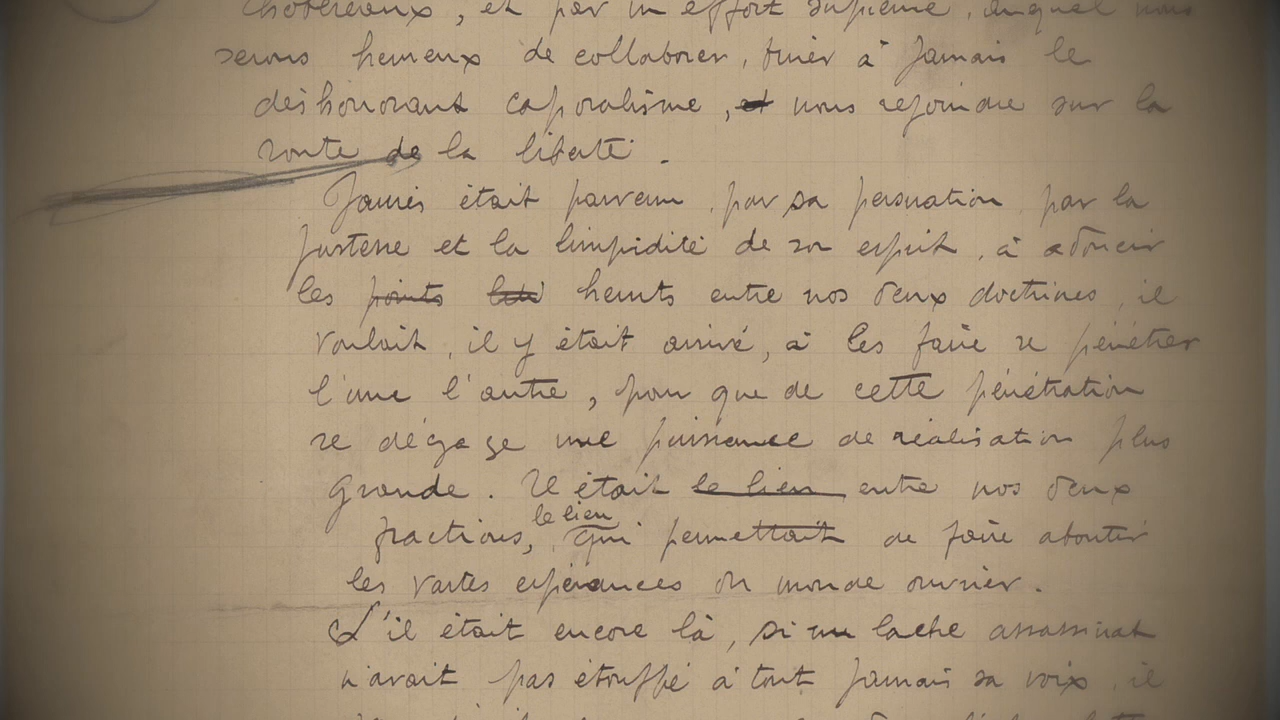 et par un effort suprême, auquel nous
serons heureux de collaborer, tuer à jamais le
déshonorant caporalisme, et nous rejoindre sur la
route de la liberté.
Jaurès était parvenu, par sa persuation, par la
justesse et la limpidité de son esprit, à adoucir
les points heurts entre nos deux doctrines, il
voulait, il y était arrivé, à les faire se pénétrer
l'une l'autre, pour que de cette pénétration
se dégage une puissance de réalisation plus
grande. Il était le lien entre nos deux
fractions, le lien qui permettait de faire aboutir
les vastes espérances du monde ouvrier.
S'il était encore là, si un lache assassinat
n'avait pas étouffé à tout jamais sa voix, il